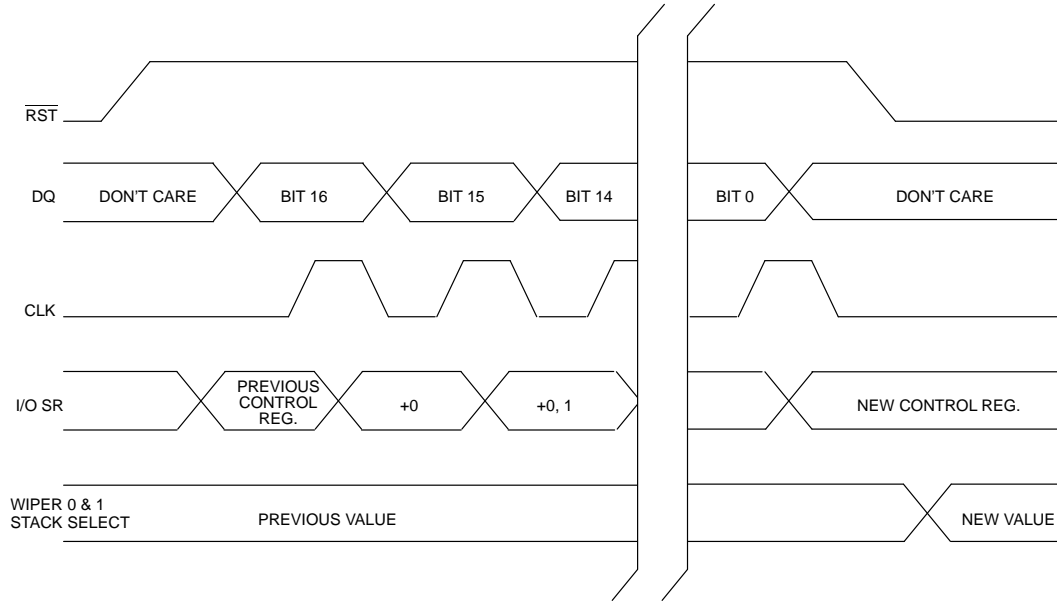 RST
DQ
DON'T CARE
BIT 16
BIT 15
BIT 14
BIT 0
DON'T CARE
CLK
I/O SR
PREVIOUS
CONTROL
REG.
+0
+0, 1
NEW CONTROL REG.
WIPER 0 & 1
STACK SELECT
PREVIOUS VALUE
NEW VALUE